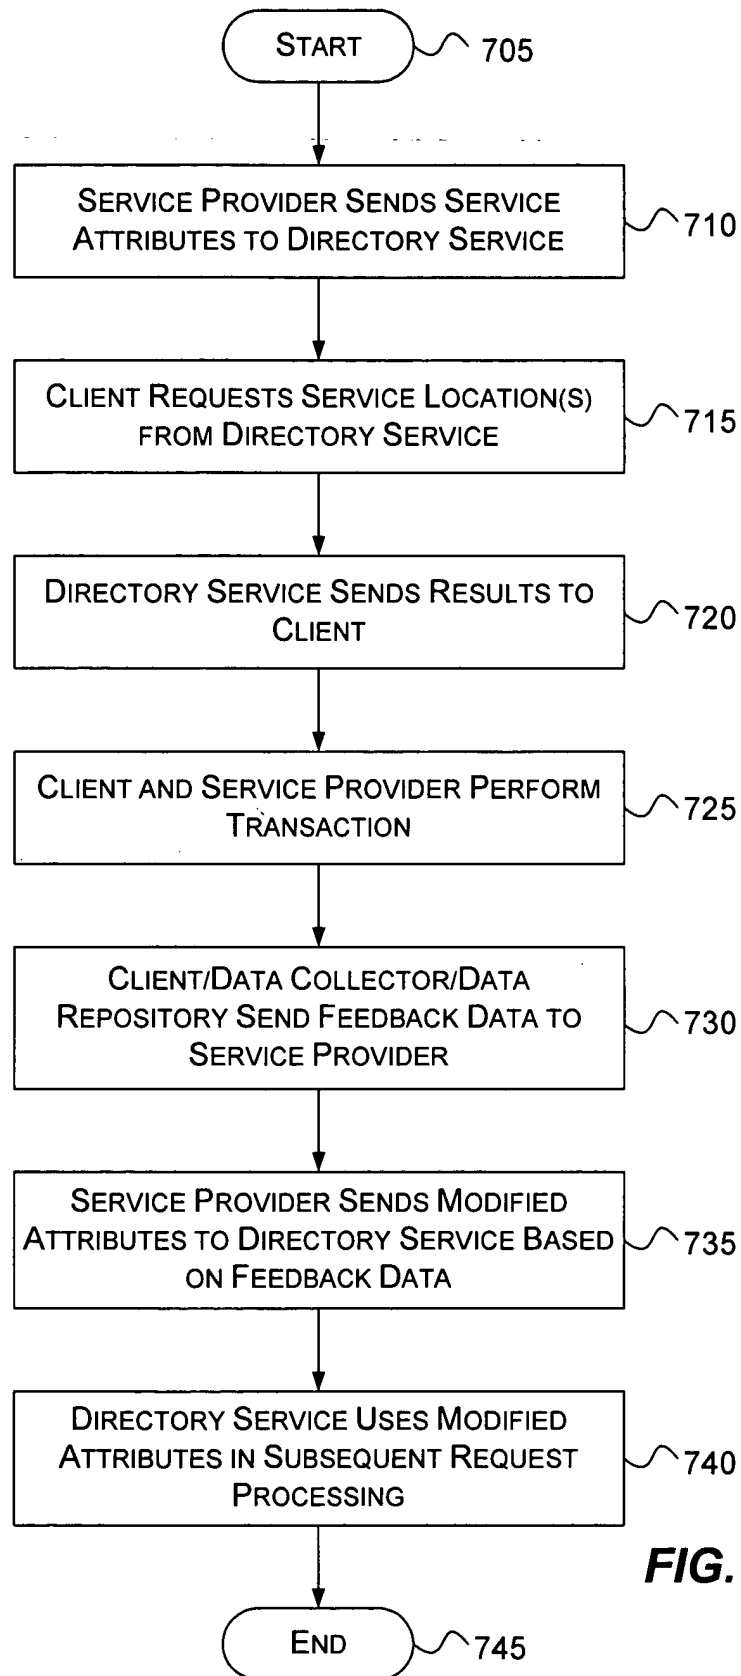 START
705
SERVICE PROVIDER SENDS SERVICE
ATTRIBUTES TO DIRECTORY SERVICE
710
CLIENT REQUESTS SERVICE LOCATION(S)
FROM DIRECTORY SERVICE
715
DIRECTORY SERVICE SENDS RESULTS TO
CLIENT
720
CLIENT AND SERVICE PROVIDER PERFORM
TRANSACTION
725
CLIENT/DATA COLLECTOR/DATA
REPOSITORY SEND FEEDBACK DATA TO
SERVICE PROVIDER
730
SERVICE PROVIDER SENDS MODIFIED
ATTRIBUTES TO DIRECTORY SERVICE BASED
ON FEEDBACK DATA
735
DIRECTORY SERVICE USES MODIFIED
ATTRIBUTES IN SUBSEQUENT REQUEST
PROCESSING
740
FIG.
END
745